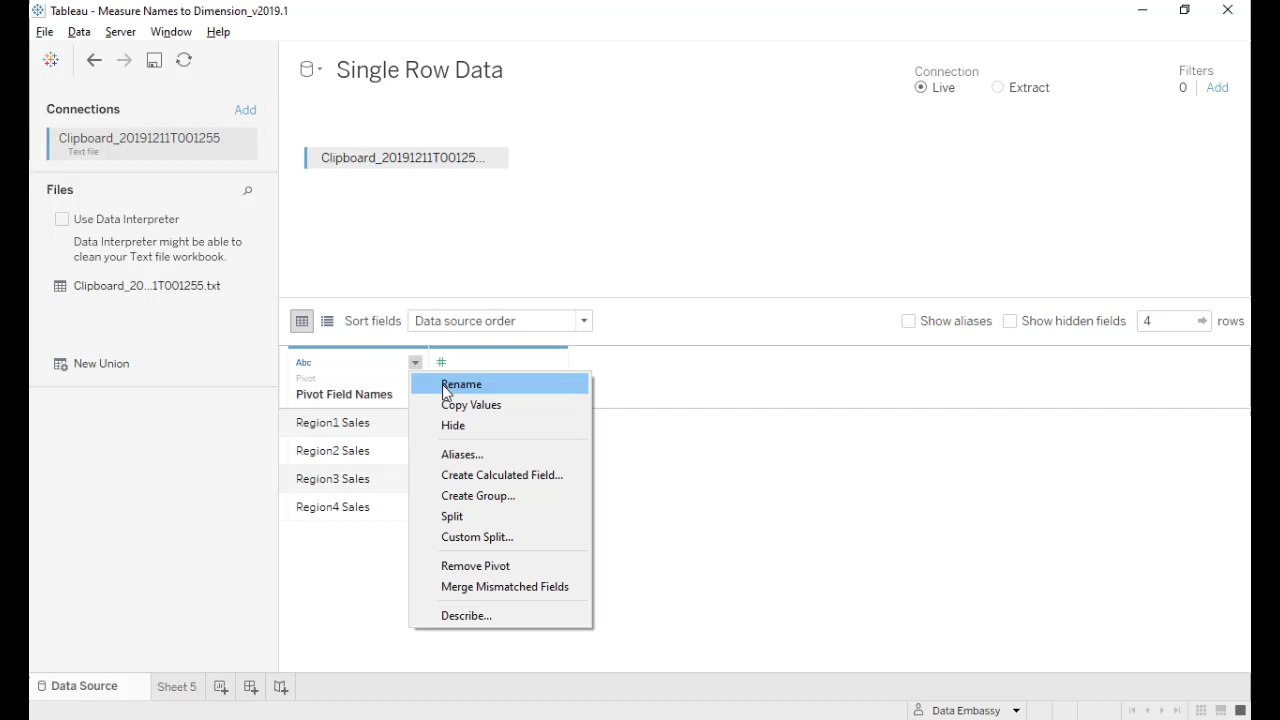 Tableau - Measure Names to Dimension_v2019.1
File Data Server Window Help
Connections Add
Clipboard_20191211T001255
Text file
Files
Use Data Interpreter
Data Interpreter might be able to
clean your Text file workbook.
Clipboard_20...1T001255.txt
New Union
Single Row Data
Connection
Live Extract
Filters
0 Add
Clipboard_20191211T00125...
Sort fields Data source order
Show aliases Show hidden fields 4 rows
Abc #
Pivot
Pivot Field Names
Region1 Sales
Region2 Sales
Region3 Sales
Region4 Sales
Rename
Copy Values
Hide
Aliases...
Create Calculated Field...
Create Group...
Split
Custom Split...
Remove Pivot
Merge Mismatched Fields
Describe...
Data Source Sheet 5
Data Embassy